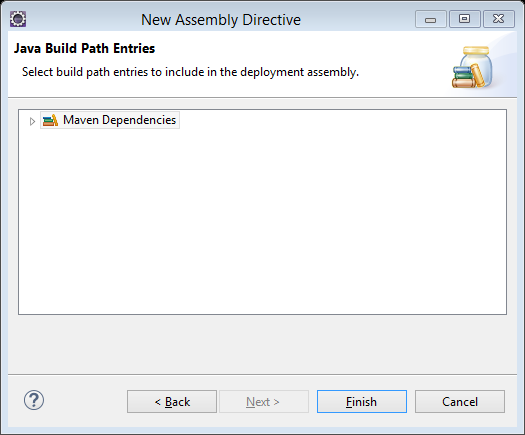 New Assembly Directive
Java Build Path Entries
Select build path entries to include in the deployment assembly.
Maven Dependencies
? < Back Next > Finish Cancel